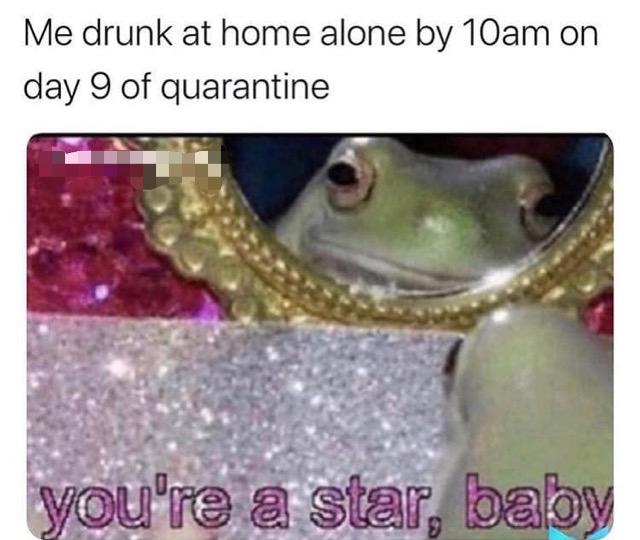 Me drunk at home alone by 10am on
day 9 of quarantine
you're a star, baby